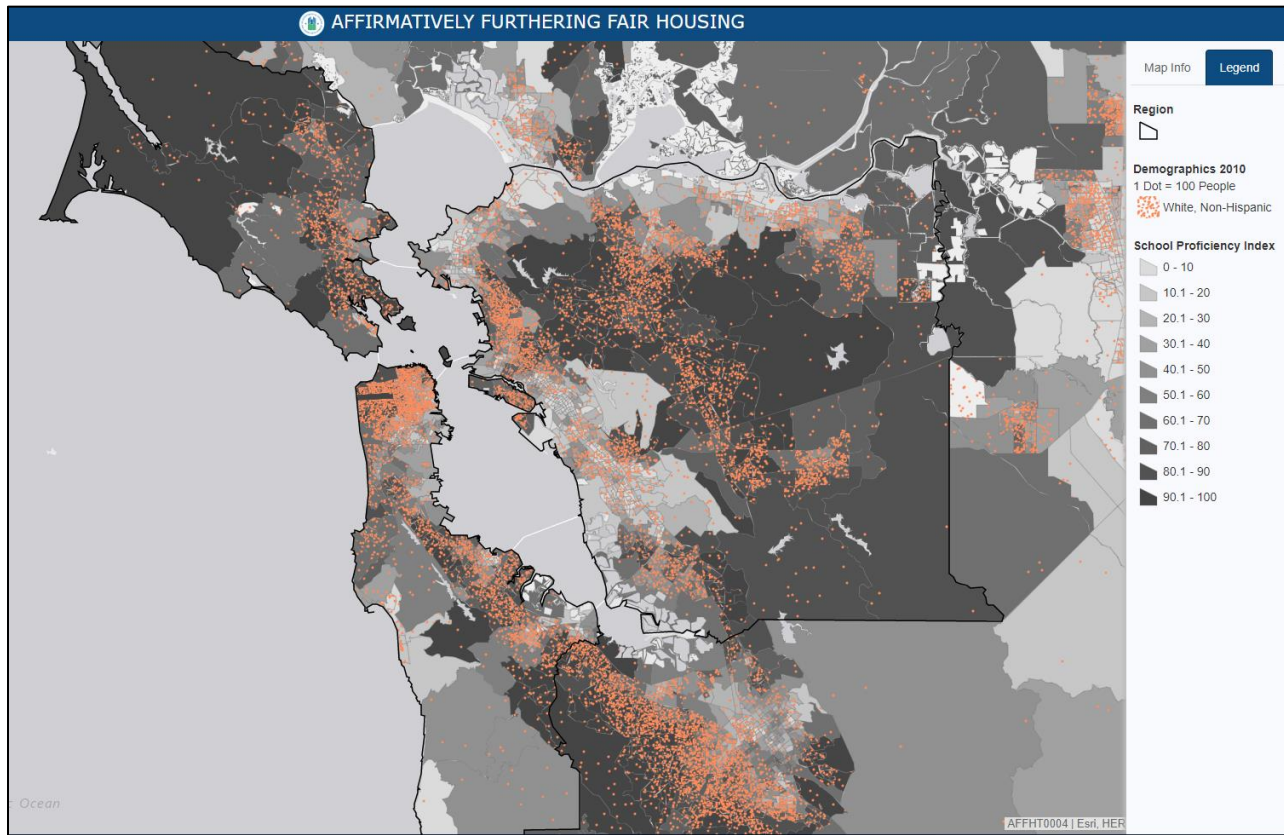 AFFIRMATIVELY FURTHERING FAIR HOUSING
Map Info
Legend
Region
Demographics 2010
1 Dot = 100 People
White, Non-Hispanic
School Proficiency Index
0 - 10
10.1 - 20
20.1 - 30
30.1 - 40
40.1 - 50
50.1 - 60
60.1 - 70
70.1 - 80
80.1 - 90
90.1 - 100
c Ocean
AFFHT0004 | Esri, HER